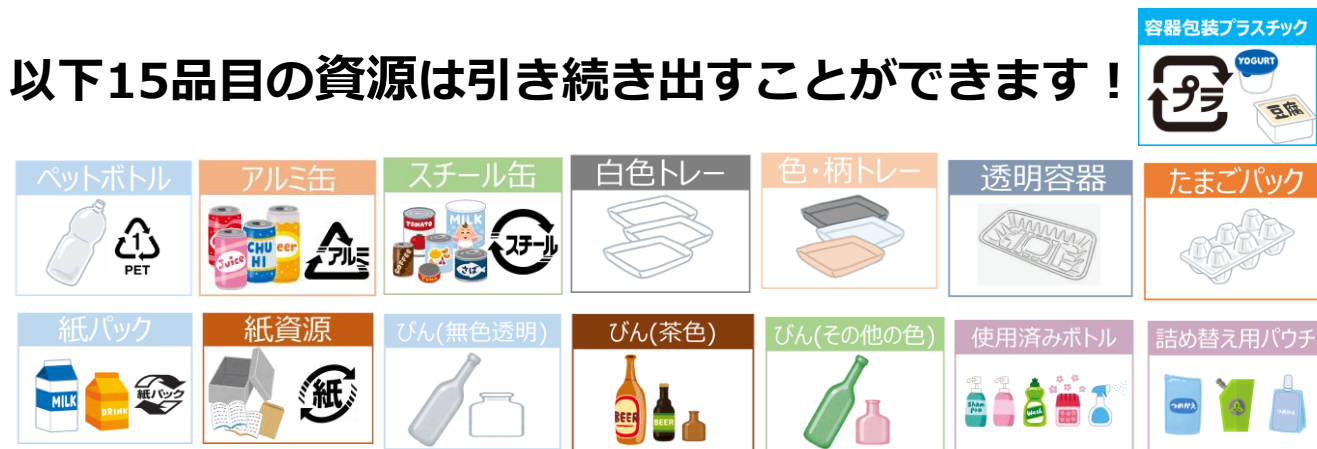 容器包装プラスチック
以下15品目の資源は引き続き出すことができます！
プラ
YOGURT
豆腐
ペットボトル
アルミ缶
スチール缶
白色トレー
色・柄トレー
透明容器
たまごパック
1
PET
Juice
CHU
HI
eer
アルミ
TOMATO
MILK
COFFEE
TUNA
さば
スチール
紙パック
紙資源
びん(無色透明)
びん(茶色)
びん(その他の色)
使用済みボトル
詰め替え用パウチ
MILK
DRINK
紙パック
紙
BEER
BEER
Sham
poo
Wash
つめかえ
つめかえ